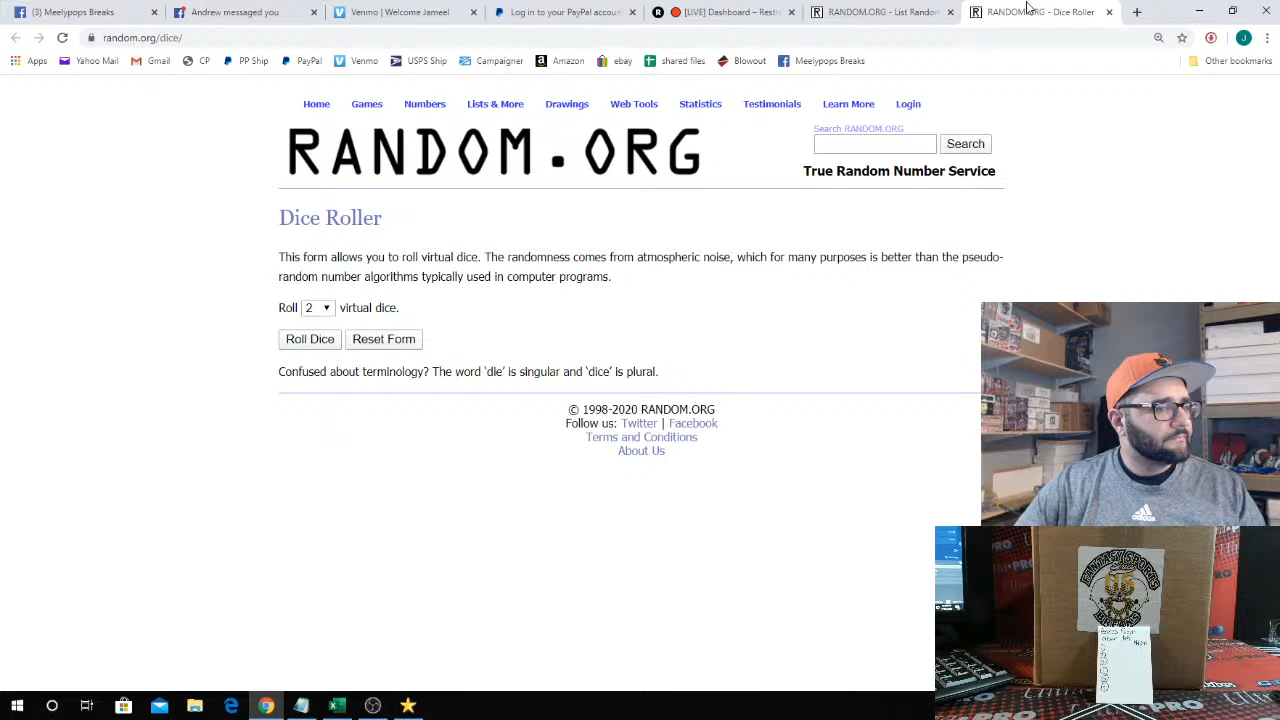 (3) Meelypops Breaks
Andrew messaged you
(1) Welcome Jameel
Log in to your PayPal accoun
[LIVE] Dashboard – Restre
RANDOM.ORG - List Randon
RANDOM.ORG - Dice Roller
random.org/dice/
Apps Yahoo Mail Gmail CP PP Ship PayPal Venmo USPS Ship Campaigner Amazon ebay shared files Blowout Meelypops Breaks Other bookmarks
Home Games Numbers Lists & More Drawings Web Tools Statistics Testimonials Learn More Login
RANDOM.ORG
Search RANDOM.ORG
Search
True Random Number Service
Dice Roller
This form allows you to roll virtual dice. The randomness comes from atmospheric noise, which for many purposes is better than the pseudo-
random number algorithms typically used in computer programs.
Roll 2 virtual dice.
Roll Dice Reset Form
Confused about terminology? The word 'die' is singular and 'dice' is plural.
© 1998-2020 RANDOM.ORG
Follow us: Twitter | Facebook
Terms and Conditions
About Us
adidas
FANTASY SPORTS
BREAKS